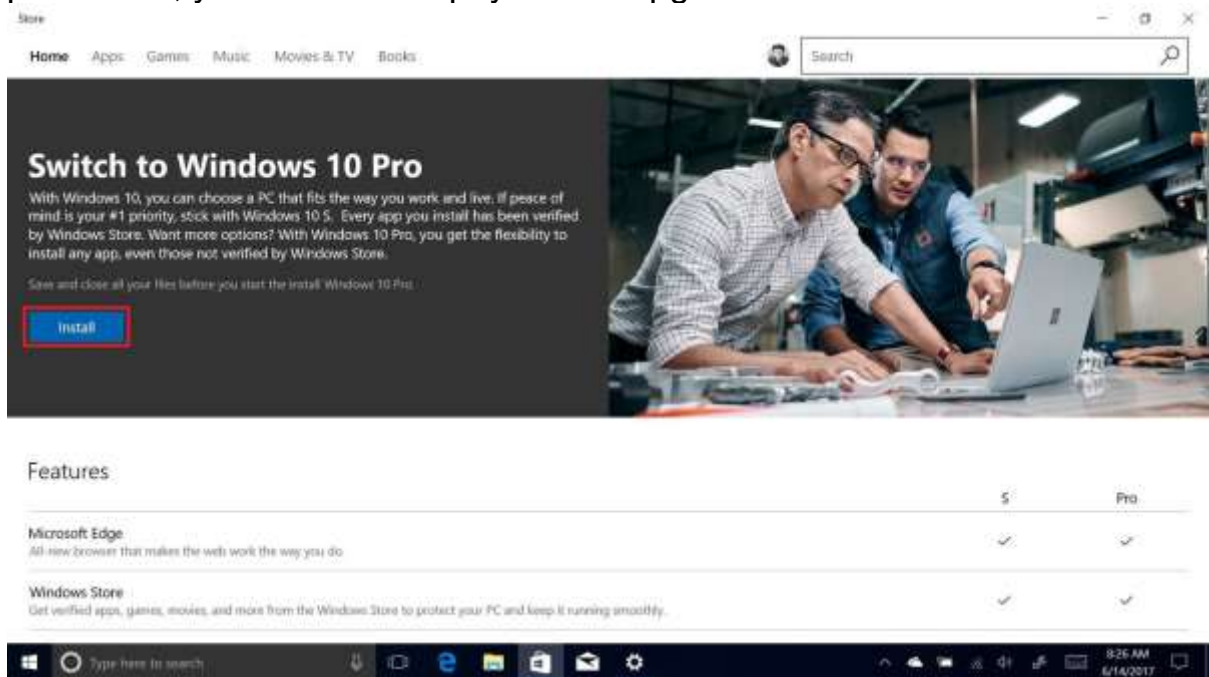 Store
Home Apps Games Music Movies & TV Books Search
Switch to Windows 10 Pro
With Windows 10, you can choose a PC that fits the way you work and live. If peace of
mind is your #1 priority, stick with Windows 10 S. Every app you install has been verified
by Windows Store. Want more options? With Windows 10 Pro, you get the flexibility to
install any app, even those not verified by Windows Store.
Save and close all your files before you start the install Windows 10 Pro.
Install
Features
S Pro
Microsoft Edge
All-new browser that makes the web work the way you do.
Windows Store
Get verified apps, games, movies, and more from the Windows Store to protect your PC and keep it running smoothly.
Type here to search
8:26 AM
6/14/2017